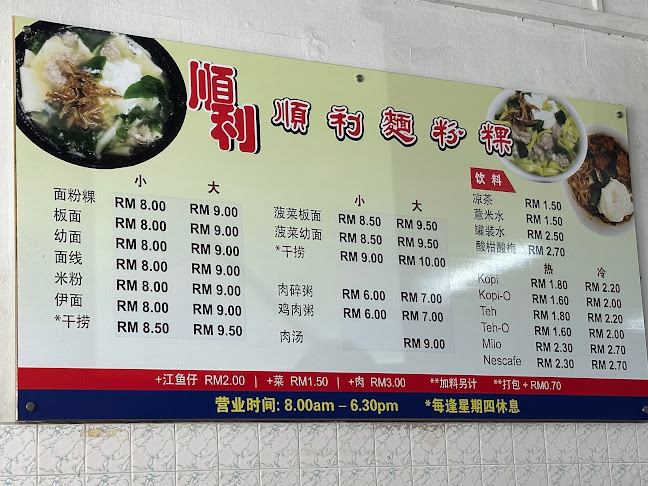 順利
順利麵粉粿
小 大
面粉粿 RM 8.00 RM 9.00
板面 RM 8.00 RM 9.00
幼面 RM 8.00 RM 9.00
面线 RM 8.00 RM 9.00
米粉 RM 8.00 RM 9.00
伊面 RM 8.00 RM 9.00
*干捞 RM 8.50 RM 9.50
小 大
菠菜板面 RM 8.50 RM 9.50
菠菜幼面 RM 8.50 RM 9.50
*干捞 RM 9.00 RM 10.00
肉碎粥 RM 6.00 RM 7.00
鸡肉粥 RM 6.00 RM 7.00
肉汤 RM 9.00
饮料
凉茶 RM 1.50
薏米水 RM 1.50
罐装水 RM 2.50
酸柑酸梅 RM 2.70
热 冷
Kopi RM 1.80 RM 2.20
Kopi-O RM 1.60 RM 2.00
Teh RM 1.80 RM 2.20
Teh-O RM 1.60 RM 2.00
Milo RM 2.30 RM 2.70
Nescafe RM 2.30 RM 2.70
+江鱼仔 RM2.00 | +菜 RM1.50 | +肉 RM3.00 **加料另计 **打包 + RM0.70
营业时间: 8.00am – 6.30pm *每逢星期四休息